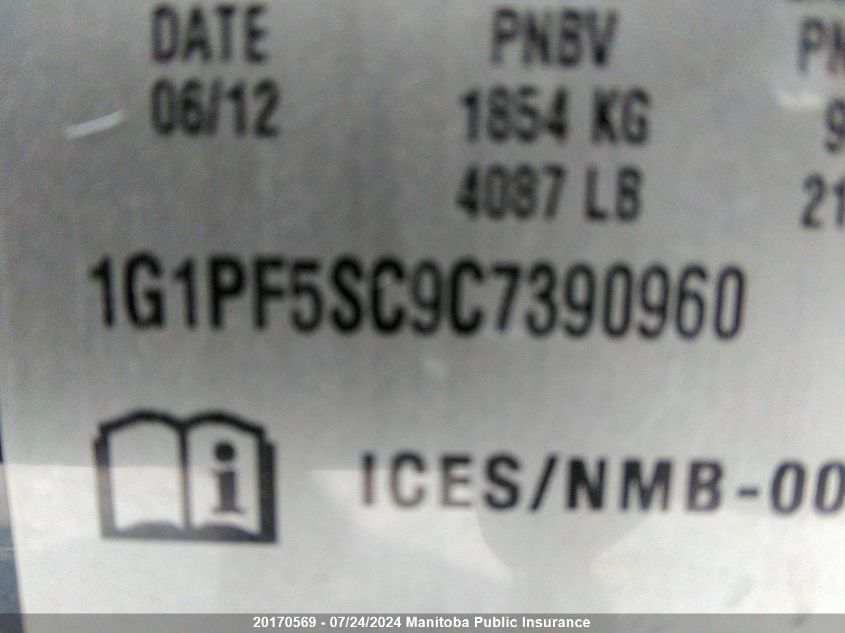 DATE PNBV
06/12 1854 KG
4087 LB
1G1PF5SC9C7390960
ICES/NMB-00
20170569 - 07/24/2024 Manitoba Public Insurance